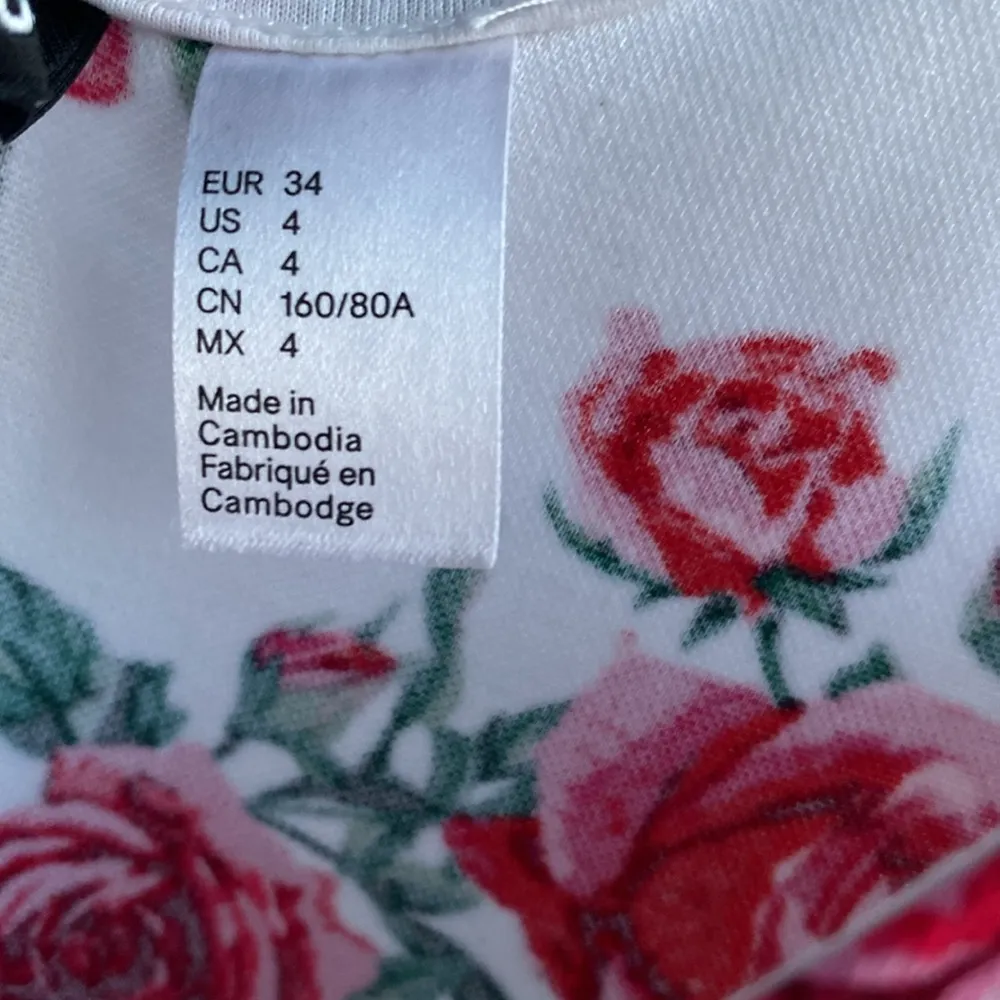 EUR 34
US 4
CA 4
CN 160/80A
MX 4
Made in
Cambodia
Fabriqué en
Cambodge